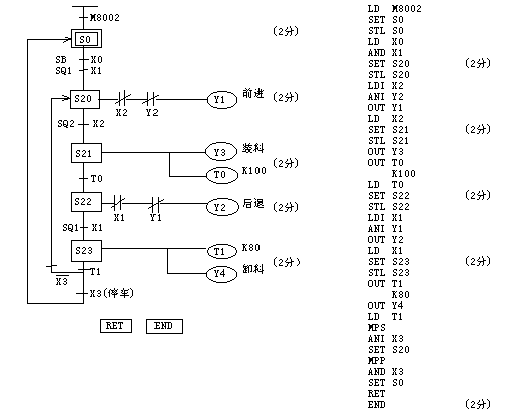 M8002
S0
(2分)
SB X0
SQ1 X1
S20
X2 Y2
Y1
前进
(2分)
SQ2 X2
S21
Y3
装料
T0
K100
(2分)
T0
S22
X1 Y1
Y2
后退
(2分)
SQ1 X1
S23
T1
K80
(2分)
Y4
卸料
X3
T1
X3(停车)
RET
END
LD M8002
SET S0
STL S0
LD X0
AND X1
SET S20 (2分)
STL S20
LDI X2
ANI Y2
OUT Y1
LD X2
SET S21 (2分)
STL S21
OUT Y3
OUT T0
K100
LD T0
SET S22 (2分)
STL S22
LDI X1
ANI Y1
OUT Y2
LD X1
SET S23 (2分)
STL S23
OUT T1
K80
OUT Y4
LD T1
MPS
ANI X3
SET S20
MPP
AND X3
SET S0
RET
END (2分)